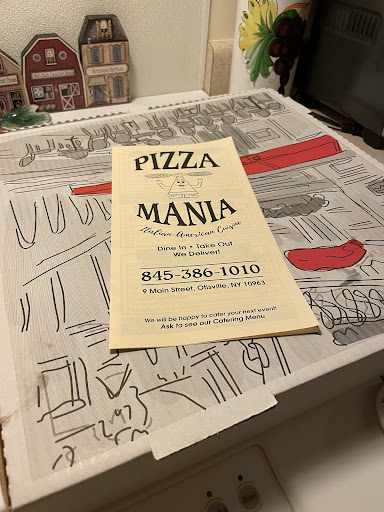 PIZZA
MANIA
Italian-American Cuisine
Dine In • Take Out
We Deliver!
845-386-1010
9 Main Street, Otisville, NY 10963
We will be happy to cater your next event!
Ask to see our Catering Menu